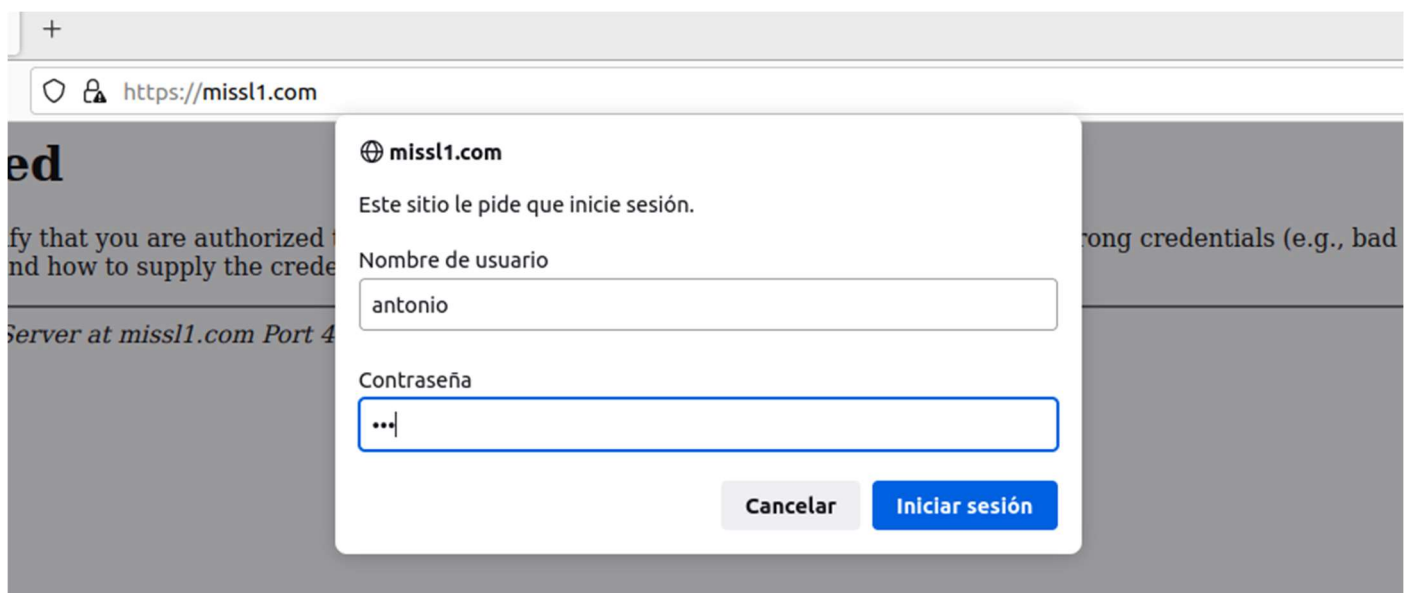 +
https://missl1.com
missl1.com
Este sitio le pide que inicie sesión.
Nombre de usuario
antonio
Contraseña
•••
Cancelar Iniciar sesión
ed
fy that you are authorized rong credentials (e.g., bad
nd how to supply the crede
Server at missl1.com Port 4